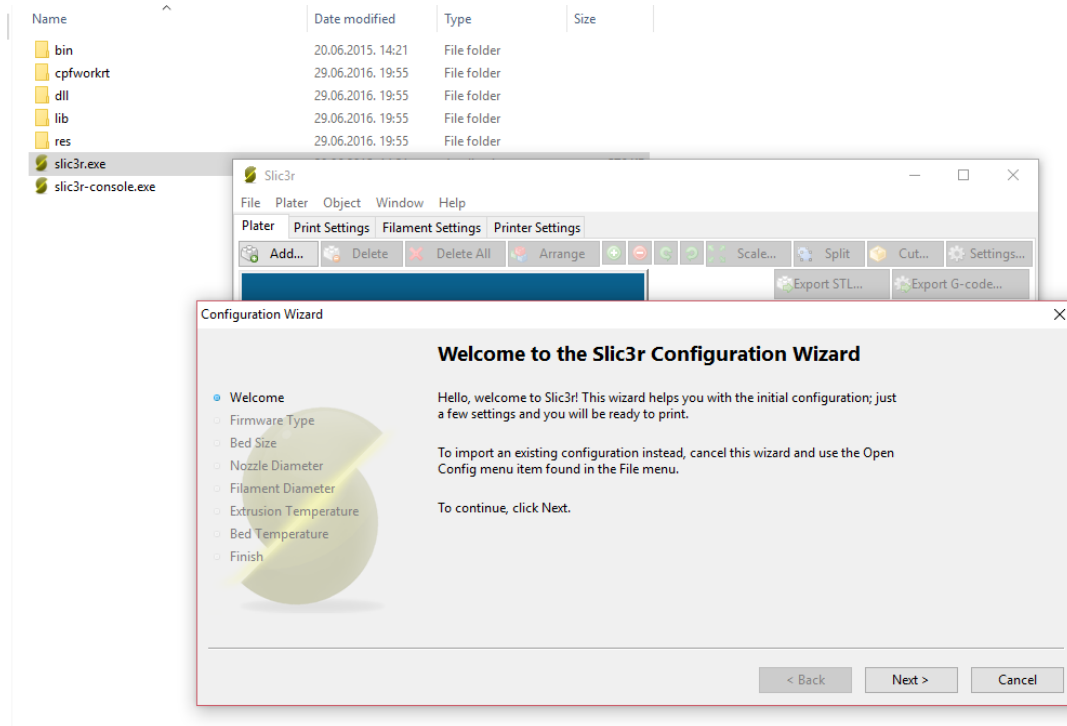 Name Date modified Type Size
bin 20.06.2015. 14:21 File folder
cpfworkrt 29.06.2016. 19:55 File folder
dll 29.06.2016. 19:55 File folder
lib 29.06.2016. 19:55 File folder
res 29.06.2016. 19:55 File folder
slic3r.exe
slic3r-console.exe
Slic3r
File Plater Object Window Help
Plater Print Settings Filament Settings Printer Settings
Add... Delete Delete All Arrange Scale... Split Cut... Settings...
Export STL... Export G-code...
Configuration Wizard
Welcome to the Slic3r Configuration Wizard
Welcome
Firmware Type
Bed Size
Nozzle Diameter
Filament Diameter
Extrusion Temperature
Bed Temperature
Finish
Hello, welcome to Slic3r! This wizard helps you with the initial configuration; just
a few settings and you will be ready to print.
To import an existing configuration instead, cancel this wizard and use the Open
Config menu item found in the File menu.
To continue, click Next.
< Back Next > Cancel